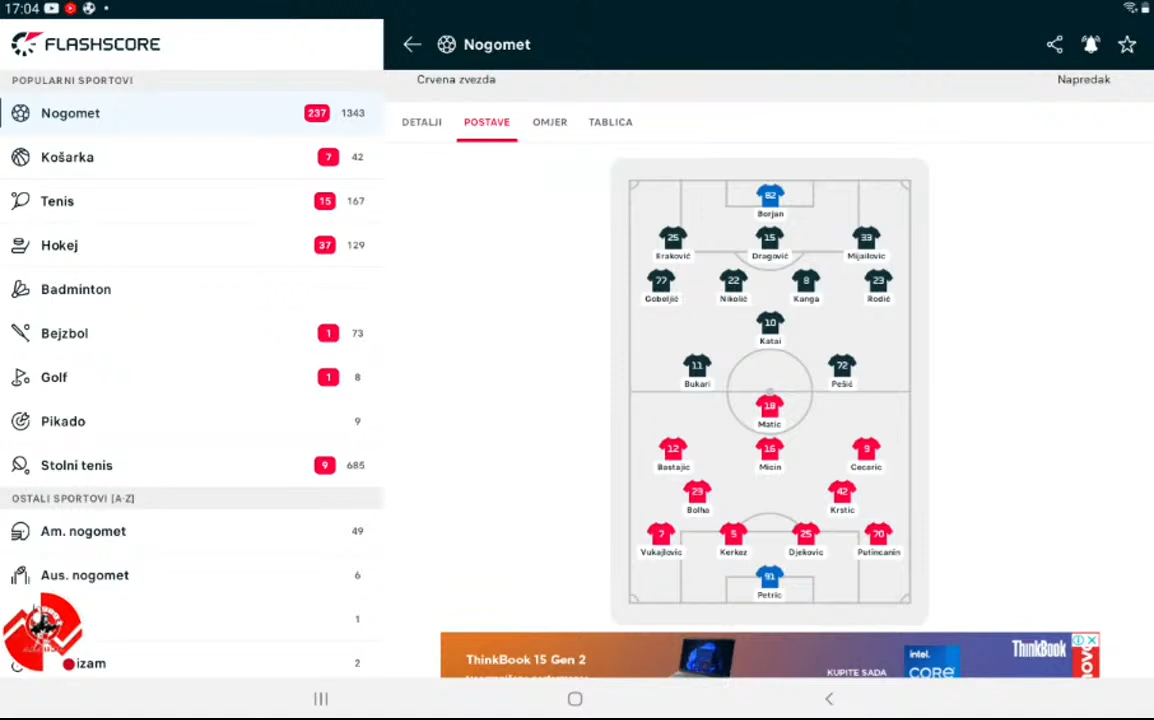 17:04
FLASHSCORE
Nogomet
POPULARNI SPORTOVI
Crvena zvezda
Napredak
Nogomet 237 1343
DETALJI POSTAVE OMJER TABLICA
Košarka 7 42
Tenis 15 167
Hokej 37 129
Badminton
Bejzbol 1 73
Golf 1 8
Pikado 9
Stolni tenis 9 685
OSTALI SPORTOVI [A-Z]
Am. nogomet 49
Aus. nogomet 6
1
izam 2
82
Borjan
25 15 33
Eraković Dragović Mijailovic
77 22 8 23
Gobeljić Nikolić Kanga Rodić
10
Katai
11 72
Bukari Pešić
18
Matic
12 16 9
Bastajic Micin Cecaric
23 42
Bolha Krstic
7 5 25 70
Vukajlovic Kerkez Djekovic Putincanin
91
Petric
ThinkBook 15 Gen 2
KUPITE SADA
intel.
CORE
ThinkBook